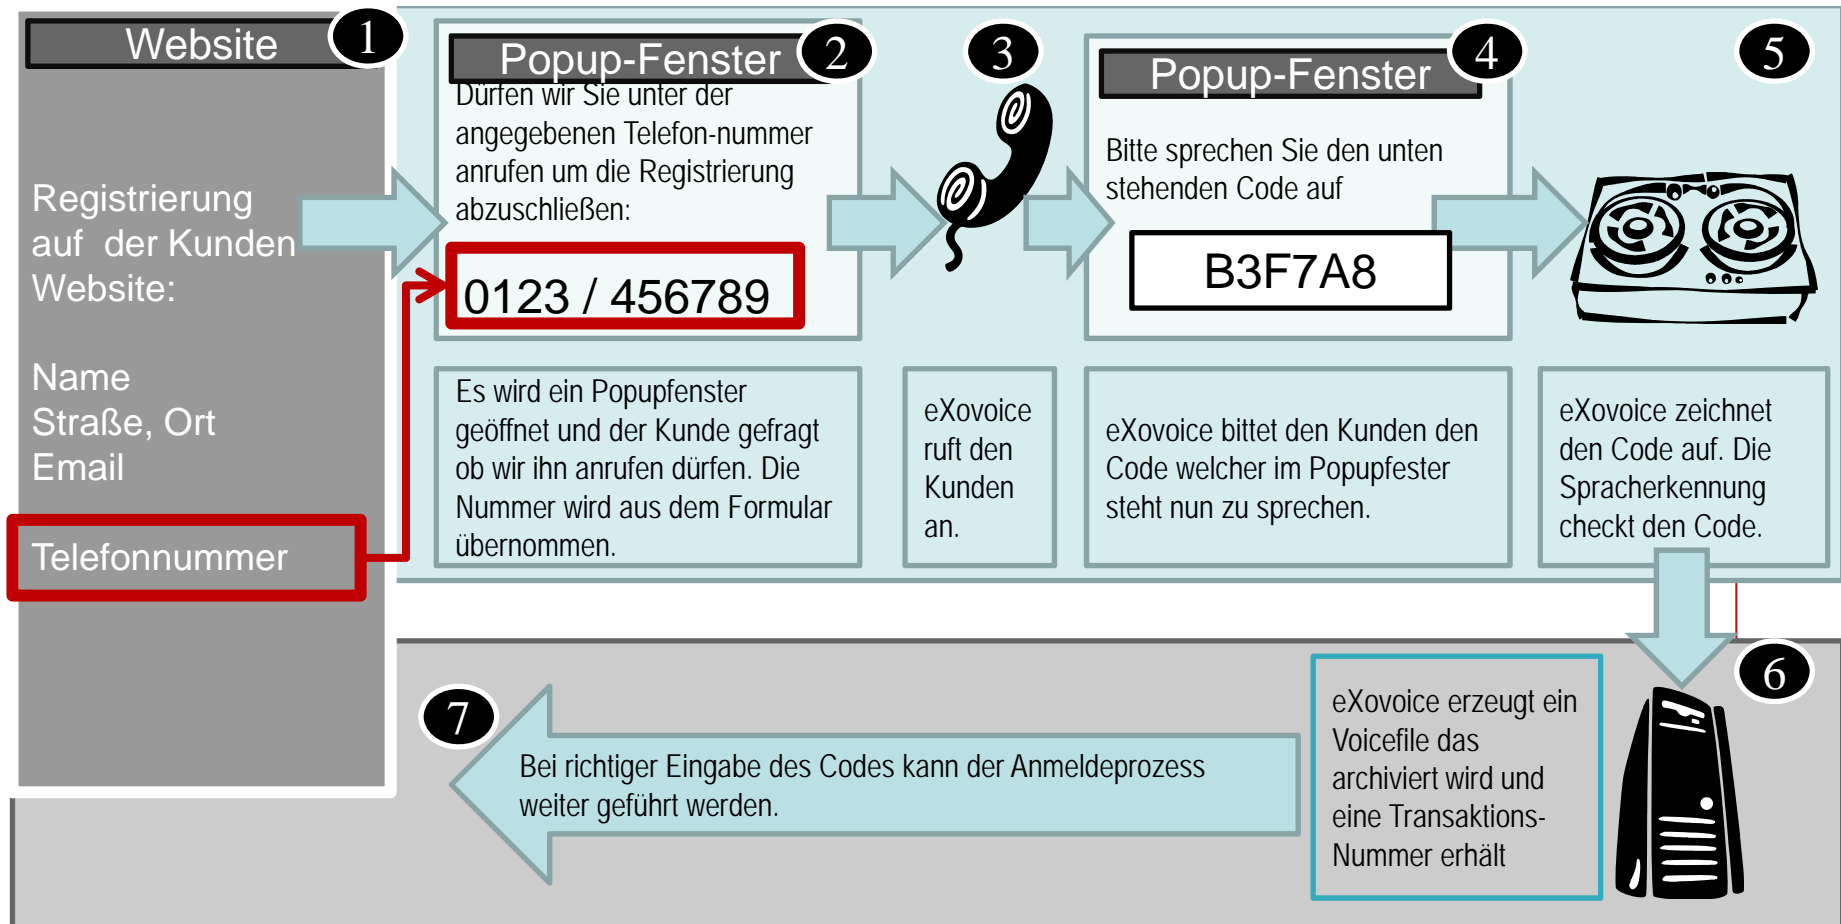 Website
1
Registrierung
auf der Kunden
Website:
Name
Straße, Ort
Email
Telefonnummer
Popup-Fenster
2
Dürfen wir Sie unter der
angegebenen Telefon-nummer
anrufen um die Registrierung
abzuschließen:
0123 / 456789
Es wird ein Popupfenster
geöffnet und der Kunde gefragt
ob wir ihn anrufen dürfen. Die
Nummer wird aus dem Formular
übernommen.
3
eXovoice
ruft den
Kunden
an.
Popup-Fenster
4
Bitte sprechen Sie den unten
stehenden Code auf
B3F7A8
eXovoice bittet den Kunden den
Code welcher im Popupfester
steht nun zu sprechen.
5
eXovoice zeichnet
den Code auf. Die
Spracherkennung
checkt den Code.
6
eXovoice erzeugt ein
Voicefile das
archiviert wird und
eine Transaktions-
Nummer erhält
7
Bei richtiger Eingabe des Codes kann der Anmeldeprozess
weiter geführt werden.